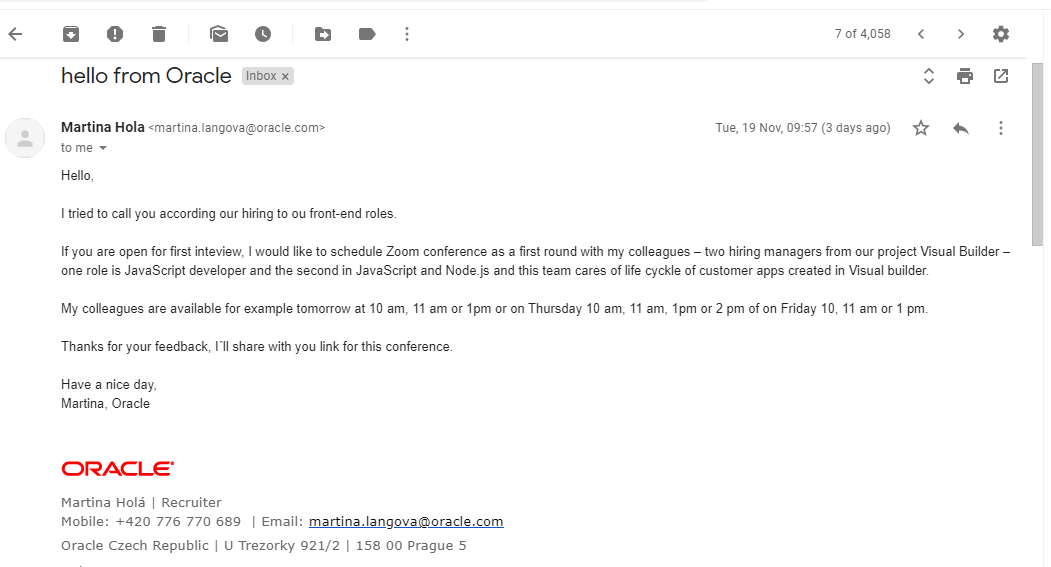 7 of 4,058
hello from Oracle Inbox ×
Martina Hola <martina.langova@oracle.com> Tue, 19 Nov, 09:57 (3 days ago)
to me
Hello,
I tried to call you according our hiring to ou front-end roles.
If you are open for first inteview, I would like to schedule Zoom conference as a first round with my colleagues – two hiring managers from our project Visual Builder –
one role is JavaScript developer and the second in JavaScript and Node.js and this team cares of life cyckle of customer apps created in Visual builder.
My colleagues are available for example tomorrow at 10 am, 11 am or 1pm or on Thursday 10 am, 11 am, 1pm or 2 pm of on Friday 10, 11 am or 1 pm.
Thanks for your feedback, I´ll share with you link for this conference.
Have a nice day,
Martina, Oracle
ORACLE
Martina Holá | Recruiter
Mobile: +420 776 770 689 | Email: martina.langova@oracle.com
Oracle Czech Republic | U Trezorky 921/2 | 158 00 Prague 5